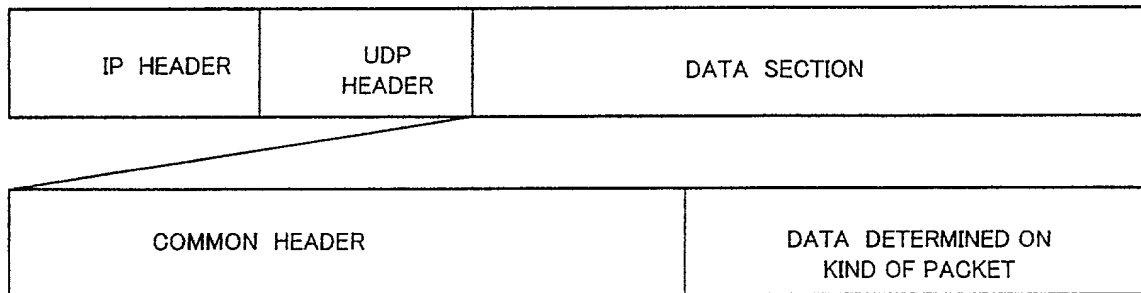 IP HEADER
UDP
HEADER
DATA SECTION
COMMON HEADER
DATA DETERMINED ON
KIND OF PACKET